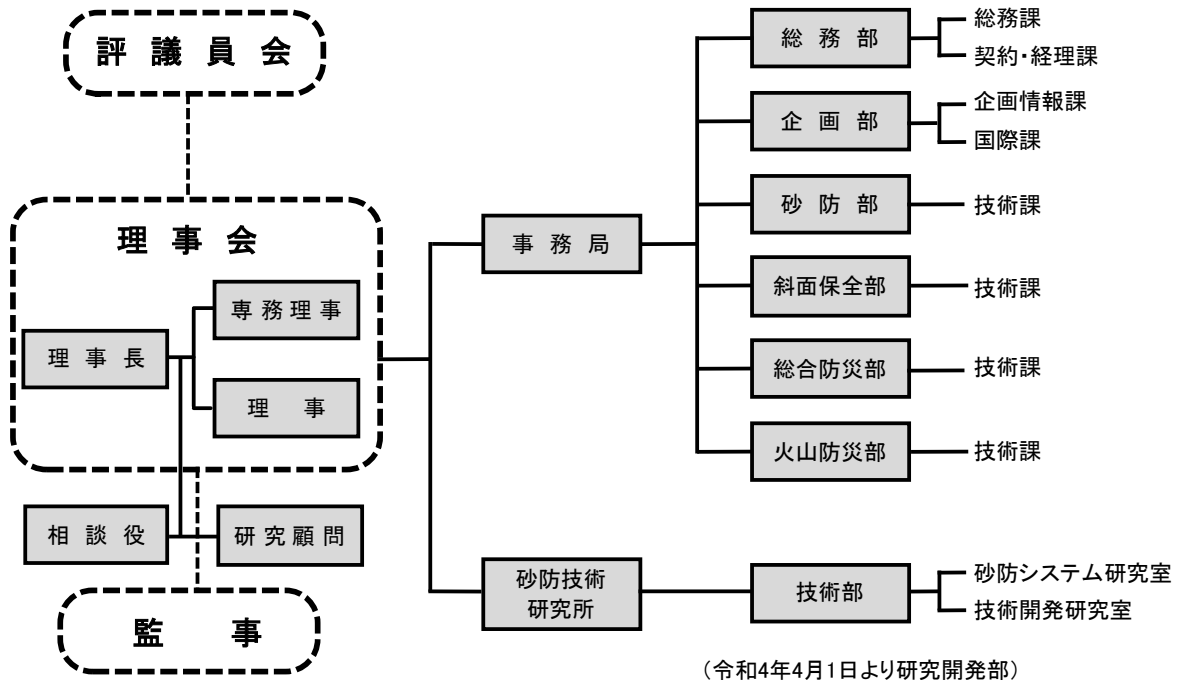 評議員会
理事会
専務理事
理事長
理事
相談役
研究顧問
監事
事務局
総務部
総務課
契約・経理課
企画部
企画情報課
国際課
砂防部
技術課
斜面保全部
技術課
総合防災部
技術課
火山防災部
技術課
砂防技術
研究所
技術部
砂防システム研究室
技術開発研究室
（令和4年4月1日より研究開発部）